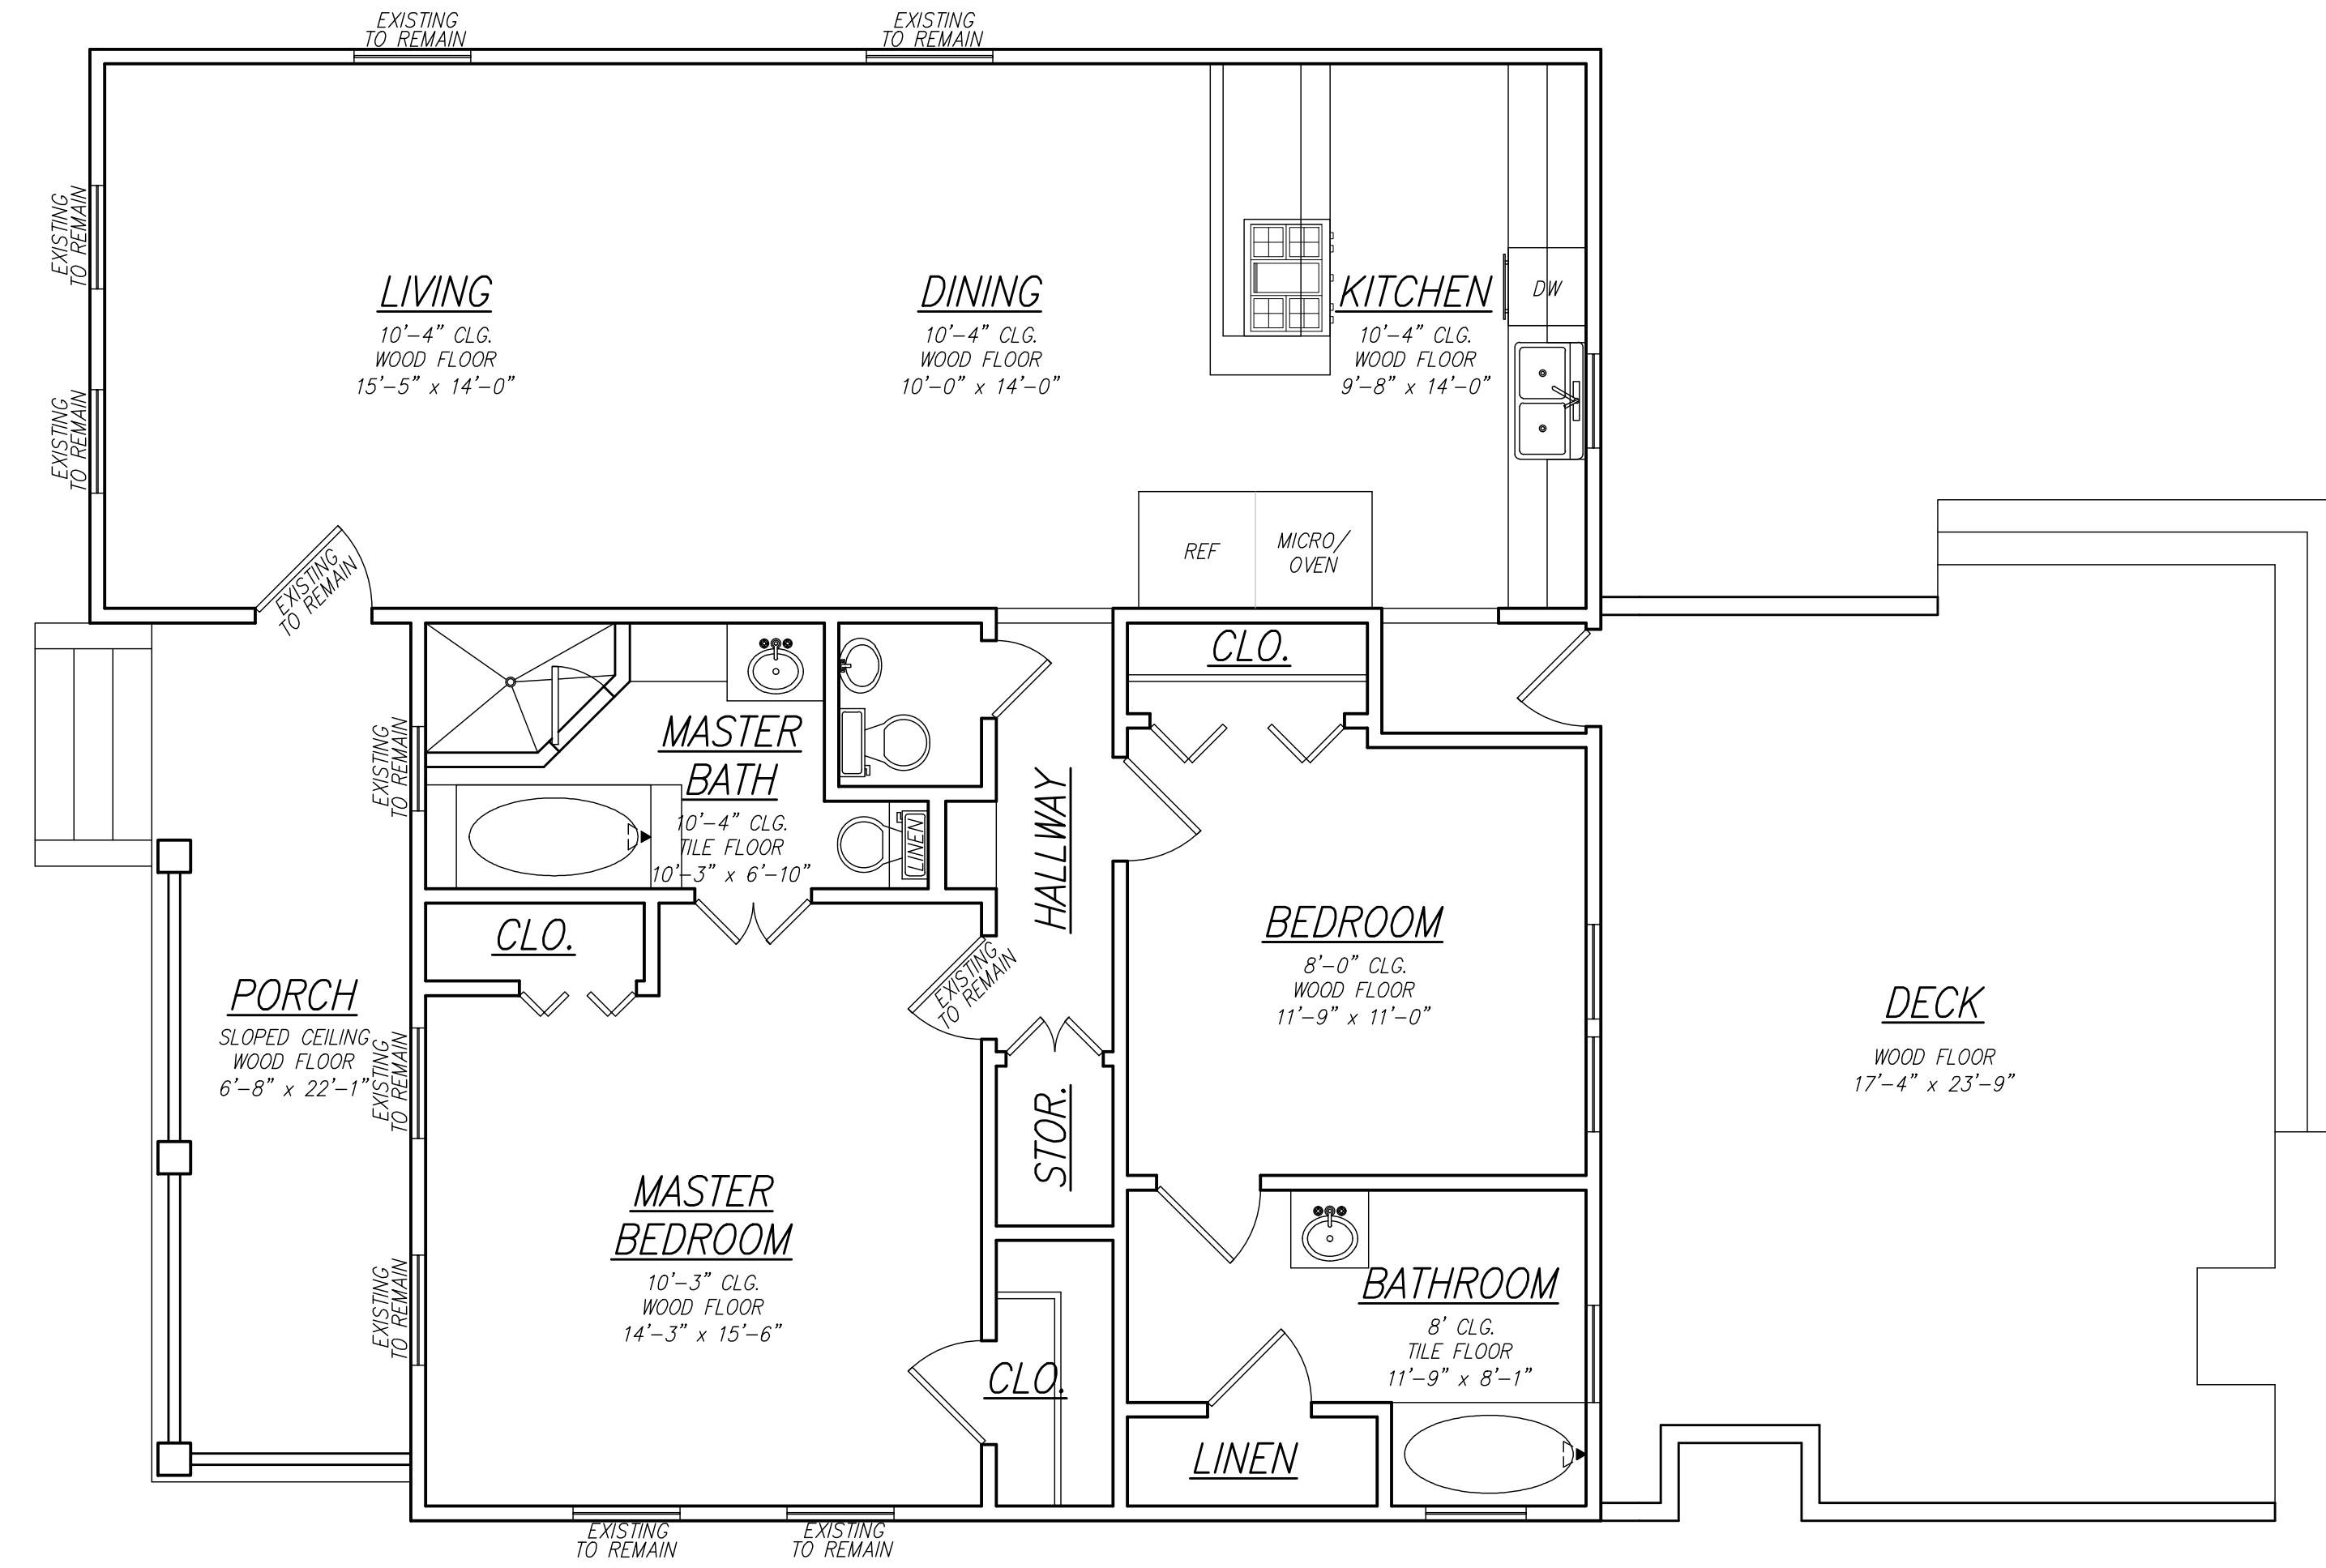 EXISTING
TO REMAIN
EXISTING
TO REMAIN
EXISTING
TO REMAIN
EXISTING
TO REMAIN
LIVING
10'-4" CLG.
WOOD FLOOR
15'-5" x 14'-0"
DINING
10'-4" CLG.
WOOD FLOOR
10'-0" x 14'-0"
KITCHEN
10'-4" CLG.
WOOD FLOOR
9'-8" x 14'-0"
DW
REF
MICRO/
OVEN
EXISTING
TO REMAIN
CLO.
MASTER
BATH
10'-4" CLG.
TILE FLOOR
10'-3" x 6'-10"
LINEN
EXISTING
TO REMAIN
HALLWAY
CLO.
EXISTING
TO REMAIN
BEDROOM
8'-0" CLG.
WOOD FLOOR
11'-9" x 11'-0"
PORCH
SLOPED CEILING
WOOD FLOOR
6'-8" x 22'-1"
EXISTING
TO REMAIN
DECK
WOOD FLOOR
17'-4" x 23'-9"
STOR.
MASTER
BEDROOM
10'-3" CLG.
WOOD FLOOR
14'-3" x 15'-6"
EXISTING
TO REMAIN
CLO.
BATHROOM
8' CLG.
TILE FLOOR
11'-9" x 8'-1"
LINEN
EXISTING
TO REMAIN
EXISTING
TO REMAIN